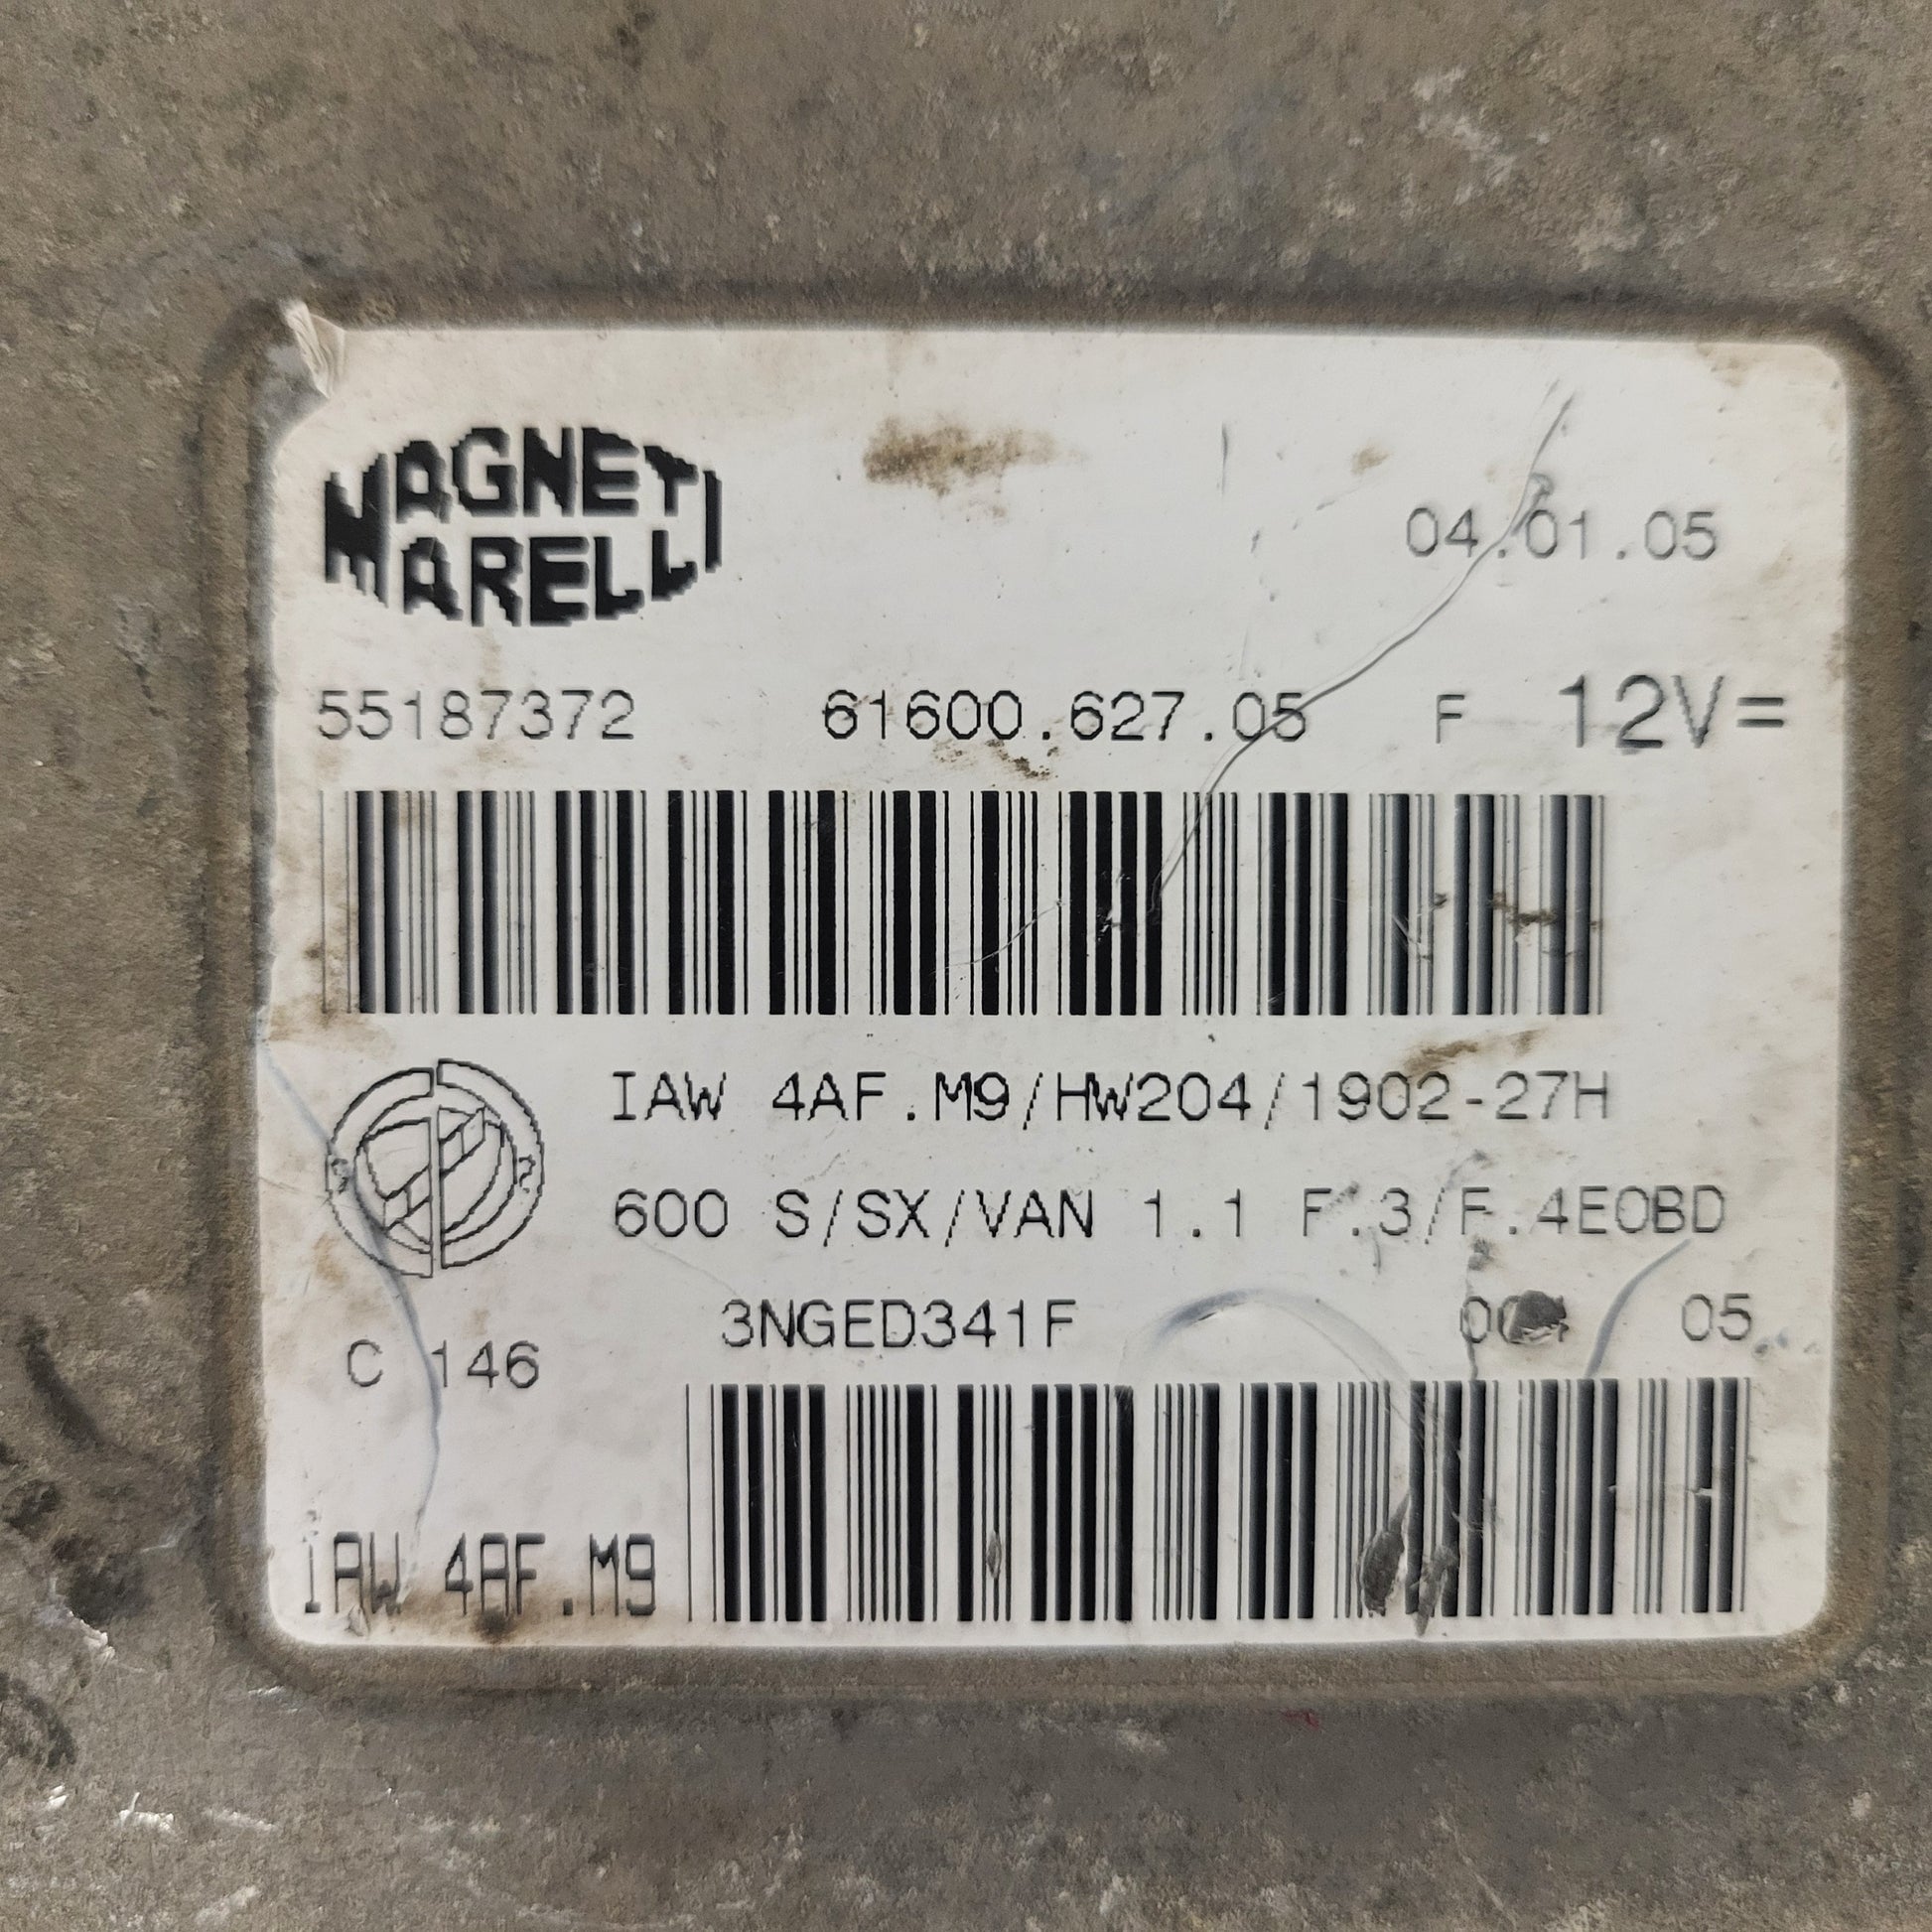 MAGNETI
MARELLI
04.01.05
55187372 61600.627.05 F 12V=
IAW 4AF.M9/HW204/1902-27H
600 S/SX/VAN 1.1 F.3/F.4EOBD
3NGED341F 05
C 146
IAW 4AF.M9